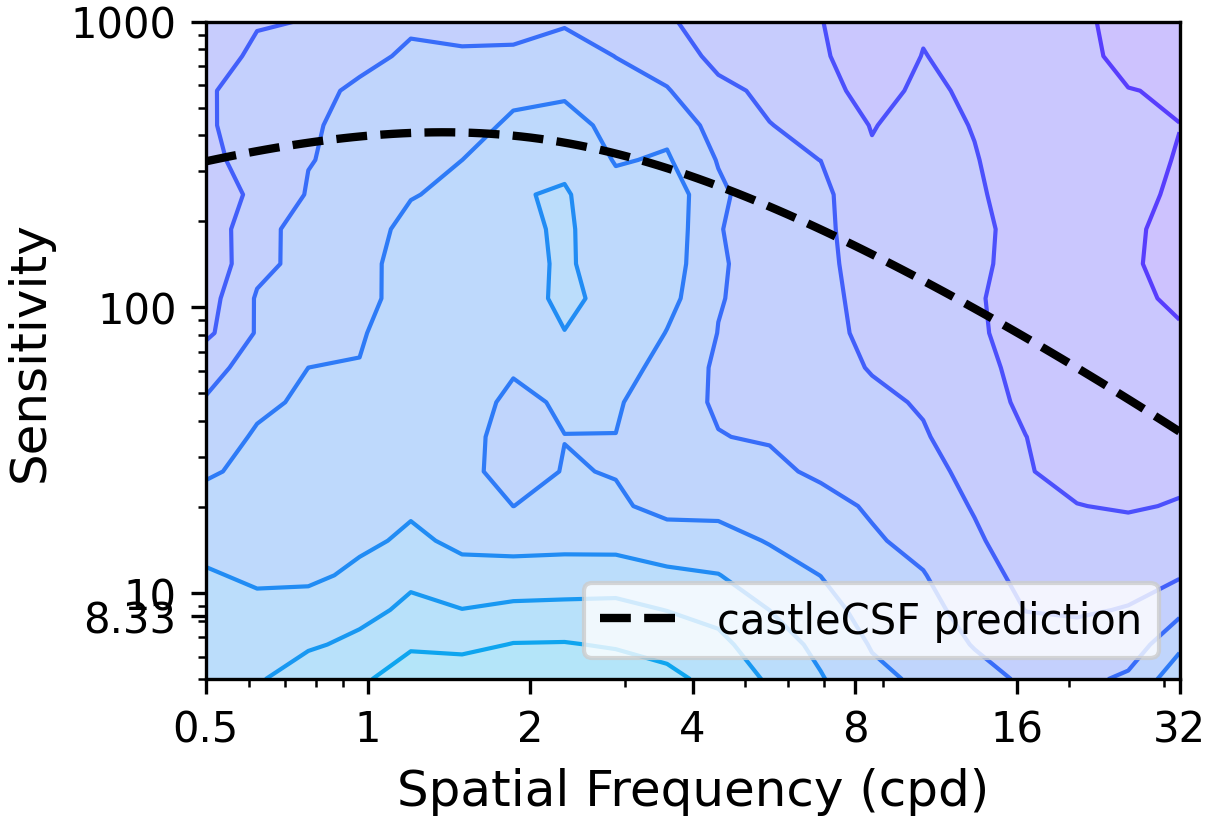 1000
100
10
8.33
Sensitivity
castleCSF prediction
0.5 1 2 4 8 16 32
Spatial Frequency (cpd)